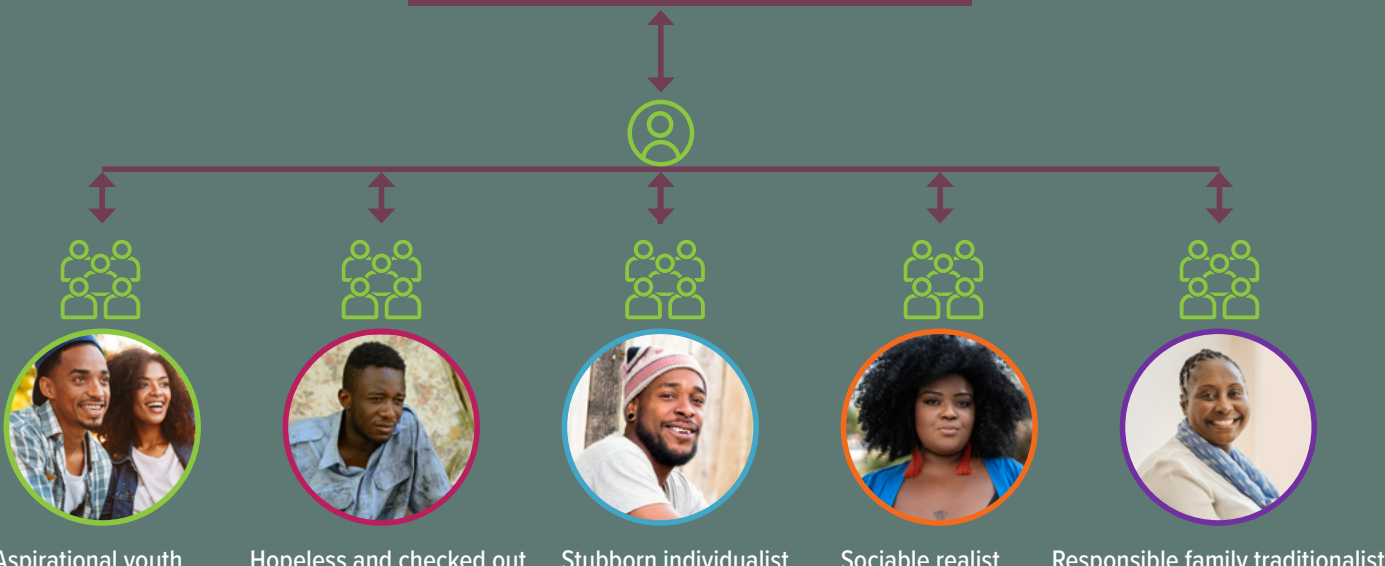 Aspirational youth
Hopeless and checked out
Stubborn individualist
Sociable realist
Responsible family traditionalist